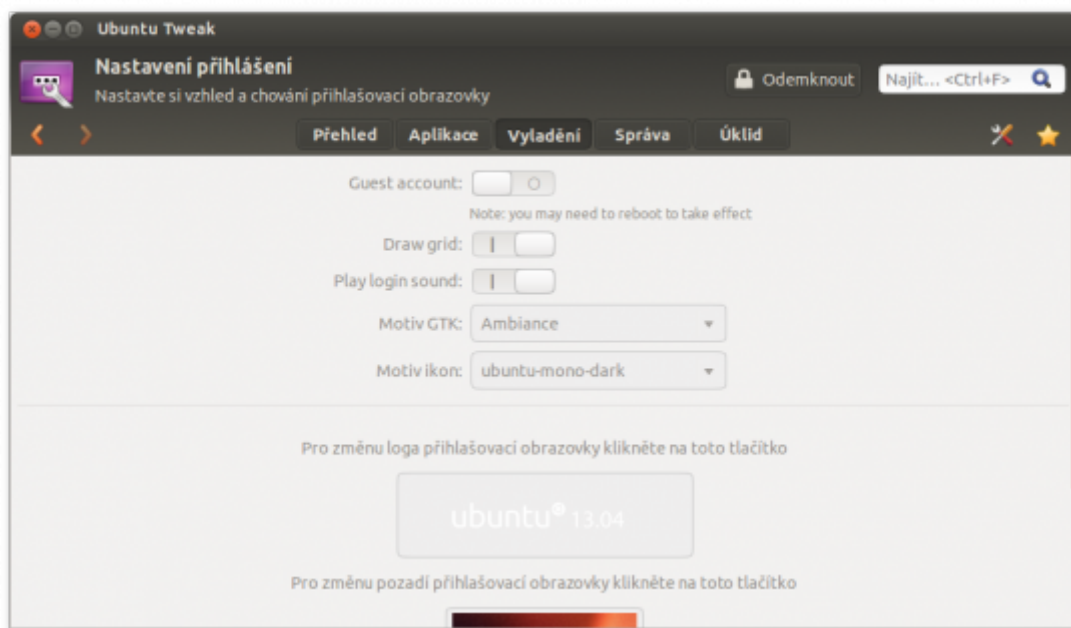 Ubuntu Tweak
Nastavení přihlášení
Nastavte si vzhled a chování přihlašovací obrazovky
Odemknout
Najít... <Ctrl+F>
Přehled Aplikace Vyladění Správa Úklid
Guest account:
Note: you may need to reboot to take effect
Draw grid:
Play login sound:
Motiv GTK: Ambiance
Motiv ikon: ubuntu-mono-dark
Pro změnu loga přihlašovací obrazovky klikněte na toto tlačítko
ubuntu® 13.04
Pro změnu pozadí přihlašovací obrazovky klikněte na toto tlačítko